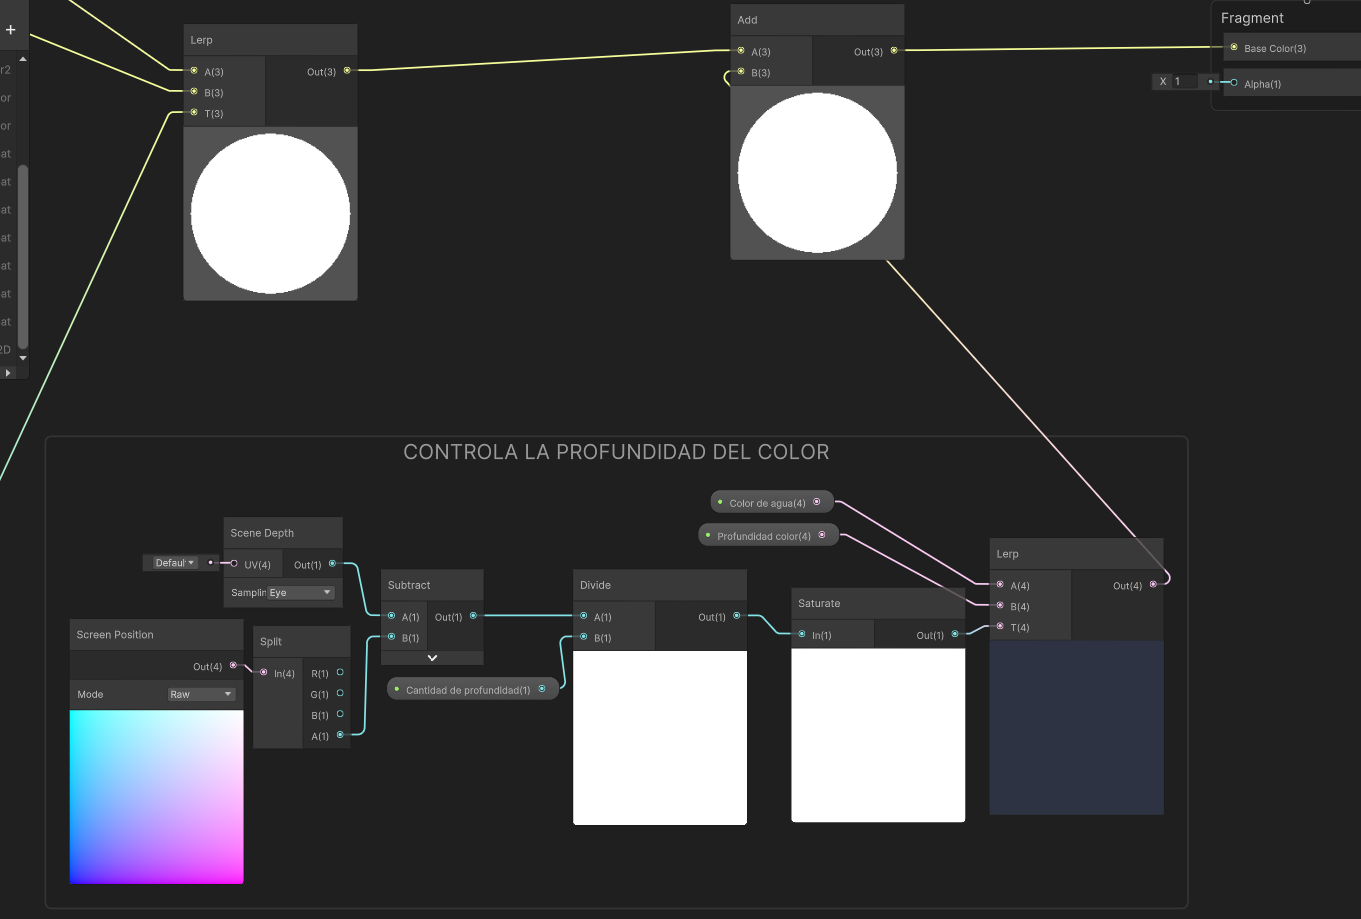 +
r2
or
or
at
at
at
at
at
at
at
2D
Lerp
A(3)
Out(3)
B(3)
T(3)
Add
A(3)
Out(3)
B(3)
Fragment
Base Color(3)
X 1
Alpha(1)
CONTROLA LA PROFUNDIDAD DEL COLOR
Color de agua(4)
Profundidad color(4)
Scene Depth
Defaul
UV(4)
Out(1)
Samplin Eye
Screen Position
Out(4)
Mode
Raw
Split
In(4)
R(1)
G(1)
B(1)
A(1)
Subtract
A(1)
Out(1)
B(1)
Cantidad de profundidad(1)
Divide
A(1)
Out(1)
B(1)
Saturate
In(1)
Out(1)
Lerp
A(4)
Out(4)
B(4)
T(4)